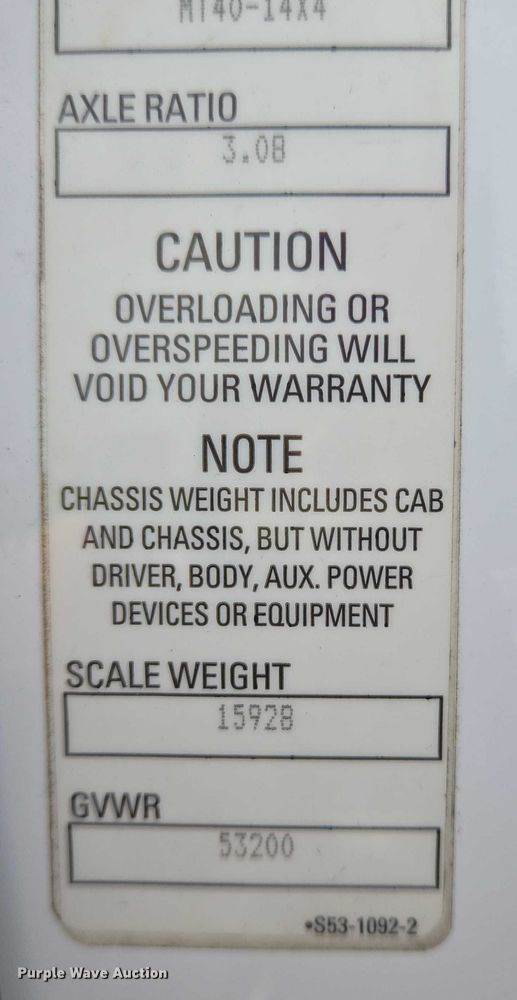 MT40-14X4
AXLE RATIO
3.08
CAUTION
OVERLOADING OR
OVERSPEEDING WILL
VOID YOUR WARRANTY
NOTE
CHASSIS WEIGHT INCLUDES CAB
AND CHASSIS, BUT WITHOUT
DRIVER, BODY, AUX. POWER
DEVICES OR EQUIPMENT
SCALE WEIGHT
15928
GVWR
53200
•S53-1092-2
Purple Wave Auction